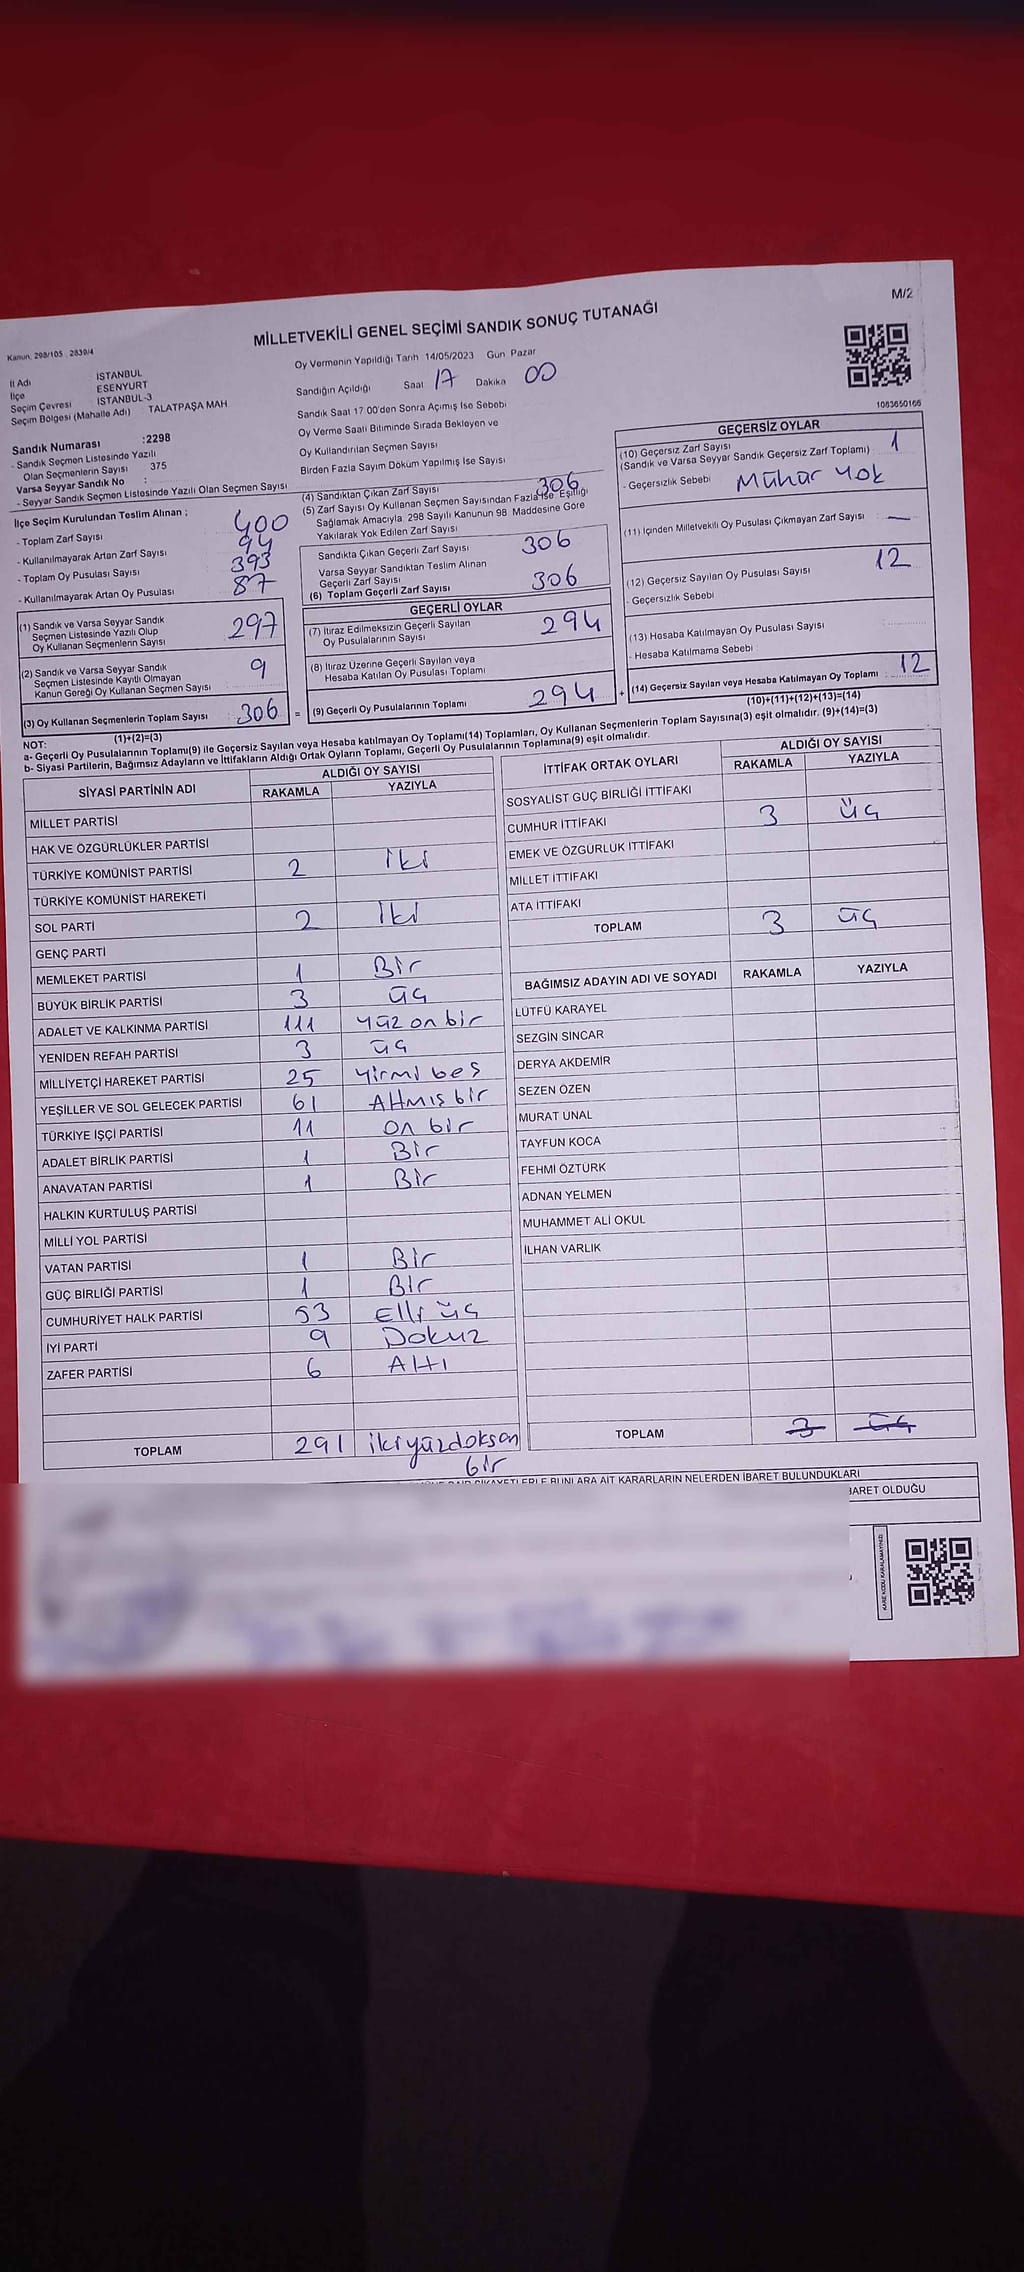 M/2
MİLLETVEKİLİ GENEL SEÇİMİ SANDIK SONUÇ TUTANAĞI
Kanun, 298/105 , 2839/4
İl Adı İSTANBUL
İlçe ESENYURT
Seçim Çevresi İSTANBUL-3
Seçim Bölgesi (Mahalle Adı) TALATPAŞA MAH
Sandık Numarası :2298
- Sandık Seçmen Listesinde Yazılı
Olan Seçmenlerin Sayısı 375
Varsa Seyyar Sandık No :
- Seyyar Sandık Seçmen Listesinde Yazılı Olan Seçmen Sayısı
Oy Vermenin Yapıldığı Tarih 14/05/2023 Gün Pazar
Sandığın Açıldığı Saat 17 Dakika 00
Sandık Saat 17 00'den Sonra Açımış İse Sebebi
Oy Verme Saati Bitiminde Sırada Bekleyen ve
Oy Kullandırılan Seçmen Sayısı
Birden Fazla Sayım Döküm Yapılmış İse Sayısı
1083650166
İlçe Seçim Kurulundan Teslim Alınan ;
- Toplam Zarf Sayısı 400
- Kullanılmayarak Artan Zarf Sayısı 94
- Toplam Oy Pusulası Sayısı 393
- Kullanılmayarak Artan Oy Pusulası 87
(1) Sandık ve Varsa Seyyar Sandık
Seçmen Listesinde Yazılı Olup
Oy Kullanan Seçmenlerin Sayısı 297
(2) Sandık ve Varsa Seyyar Sandık
Seçmen Listesinde Kayıtlı Olmayan
Kanun Gereği Oy Kullanan Seçmen Sayısı 9
(3) Oy Kullanan Seçmenlerin Toplam Sayısı 306 =
(1)+(2)=(3)
(4) Sandıktan Çıkan Zarf Sayısı 306
(5) Zarf Sayısı Oy Kullanan Seçmen Sayısından Fazla İse Eşitliği
Sağlamak Amacıyla 298 Sayılı Kanunun 98 Maddesine Göre
Yakılarak Yok Edilen Zarf Sayısı
Sandıkta Çıkan Geçerli Zarf Sayısı 306
Varsa Seyyar Sandıktan Teslim Alınan
Geçerli Zarf Sayısı
(6) Toplam Geçerli Zarf Sayısı 306
GEÇERLİ OYLAR
(7) İtiraz Edilmeksizin Geçerli Sayılan
Oy Pusulalarının Sayısı 294
(8) İtiraz Üzerine Geçerli Sayılan veya
Hesaba Katılan Oy Pusulası Toplamı
(9) Geçerli Oy Pusulalarının Toplamı 294 +
GEÇERSİZ OYLAR
(10) Geçersiz Zarf Sayısı 1
(Sandık ve Varsa Seyyar Sandık Geçersiz Zarf Toplamı)
- Geçersizlik Sebebi Mühür yok
(11) İçinden Milletvekili Oy Pusulası Çıkmayan Zarf Sayısı —
(12) Geçersiz Sayılan Oy Pusulası Sayısı 12
- Geçersizlik Sebebi
(13) Hesaba Katılmayan Oy Pusulası Sayısı
- Hesaba Katılmama Sebebi
(14) Geçersiz Sayılan veya Hesaba Katılmayan Oy Toplamı 12
(10)+(11)+(12)+(13)=(14)
NOT:
a- Geçerli Oy Pusulalarının Toplamı(9) ile Geçersiz Sayılan veya Hesaba katılmayan Oy Toplamı(14) Toplamları, Oy Kullanan Seçmenlerin Toplam Sayısına(3) eşit olmalıdır. (9)+(14)=(3)
b- Siyasi Partilerin, Bağımsız Adayların ve İttifakların Aldığı Ortak Oyların Toplamı, Geçerli Oy Pusulalarının Toplamına(9) eşit olmalıdır.
SİYASİ PARTİNİN ADI ALDIĞI OY SAYISI
RAKAMLA YAZIYLA
MİLLET PARTİSİ
HAK VE ÖZGÜRLÜKLER PARTİSİ
TÜRKİYE KOMÜNİST PARTİSİ 2 iki
TÜRKİYE KOMÜNİST HAREKETİ
SOL PARTİ 2 iki
GENÇ PARTİ
MEMLEKET PARTİSİ 1 Bir
BÜYÜK BİRLİK PARTİSİ 3 üç
ADALET VE KALKINMA PARTİSİ 111 yüz on bir
YENİDEN REFAH PARTİSİ 3 üç
MİLLİYETÇİ HAREKET PARTİSİ 25 yirmi beş
YEŞİLLER VE SOL GELECEK PARTİSİ 61 Altmış bir
TÜRKİYE İŞÇİ PARTİSİ 11 on bir
ADALET BİRLİK PARTİSİ 1 Bir
ANAVATAN PARTİSİ 1 Bir
HALKIN KURTULUŞ PARTİSİ
MİLLİ YOL PARTİSİ
VATAN PARTİSİ 1 Bir
GÜÇ BİRLİĞİ PARTİSİ 1 Bir
CUMHURİYET HALK PARTİSİ 53 Elli üç
İYİ PARTİ 9 Dokuz
ZAFER PARTİSİ 6 Altı
TOPLAM 291 ikiyüzdoksan
bir
İTTİFAK ORTAK OYLARI ALDIĞI OY SAYISI
RAKAMLA YAZIYLA
SOSYALİST GÜÇ BİRLİĞİ İTTİFAKI
CUMHUR İTTİFAKI 3 üç
EMEK VE ÖZGÜRLÜK İTTİFAKI
MİLLET İTTİFAKI
ATA İTTİFAKI
TOPLAM 3 üç
BAĞIMSIZ ADAYIN ADI VE SOYADI RAKAMLA YAZIYLA
LÜTFÜ KARAYEL
SEZGİN SİNCAR
DERYA AKDEMİR
SEZEN ÖZEN
MURAT ÜNAL
TAYFUN KOCA
FEHMİ ÖZTÜRK
ADNAN YELMEN
MUHAMMET ALİ OKUL
İLHAN VARLIK
TOPLAM 3 üç
ŞİKAYETLERLE BUNLARA AİT KARARLARIN NELERDEN İBARET BULUNDUKLARI
İBARET OLDUĞU
KARE KODU KARALAMAYINIZ!